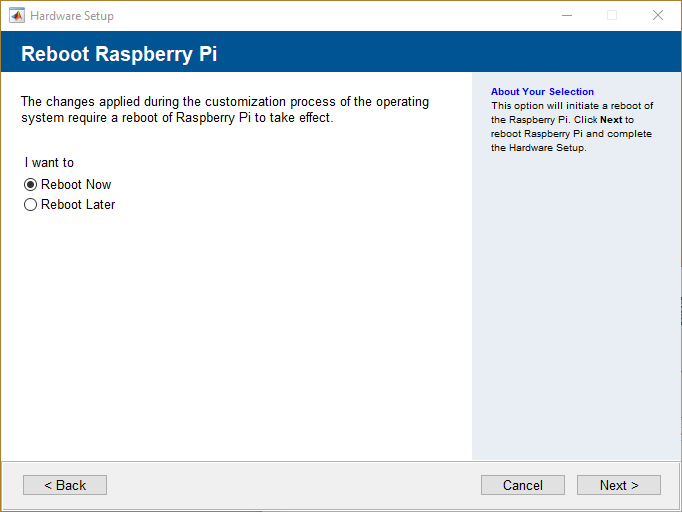 Hardware Setup
Reboot Raspberry Pi
The changes applied during the customization process of the operating
system require a reboot of Raspberry Pi to take effect.
I want to
Reboot Now
Reboot Later
About Your Selection
This option will initiate a reboot of
the Raspberry Pi. Click Next to
reboot Raspberry Pi and complete
the Hardware Setup.
< Back
Cancel
Next >